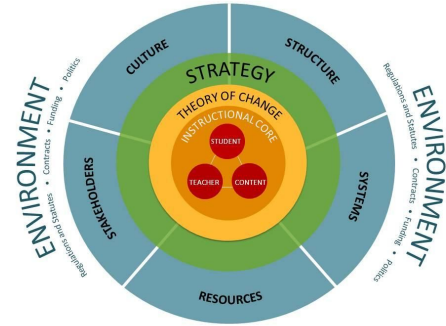 ENVIRONMENT
Regulations and Statutes • Contracts • Funding • Politics
CULTURE
STRUCTURE
STRATEGY
THEORY OF CHANGE
INSTRUCTIONAL CORE
STUDENT
TEACHER
CONTENT
STAKEHOLDERS
SYSTEMS
RESOURCES
ENVIRONMENT
Regulations and Statutes • Contracts • Funding • Politics